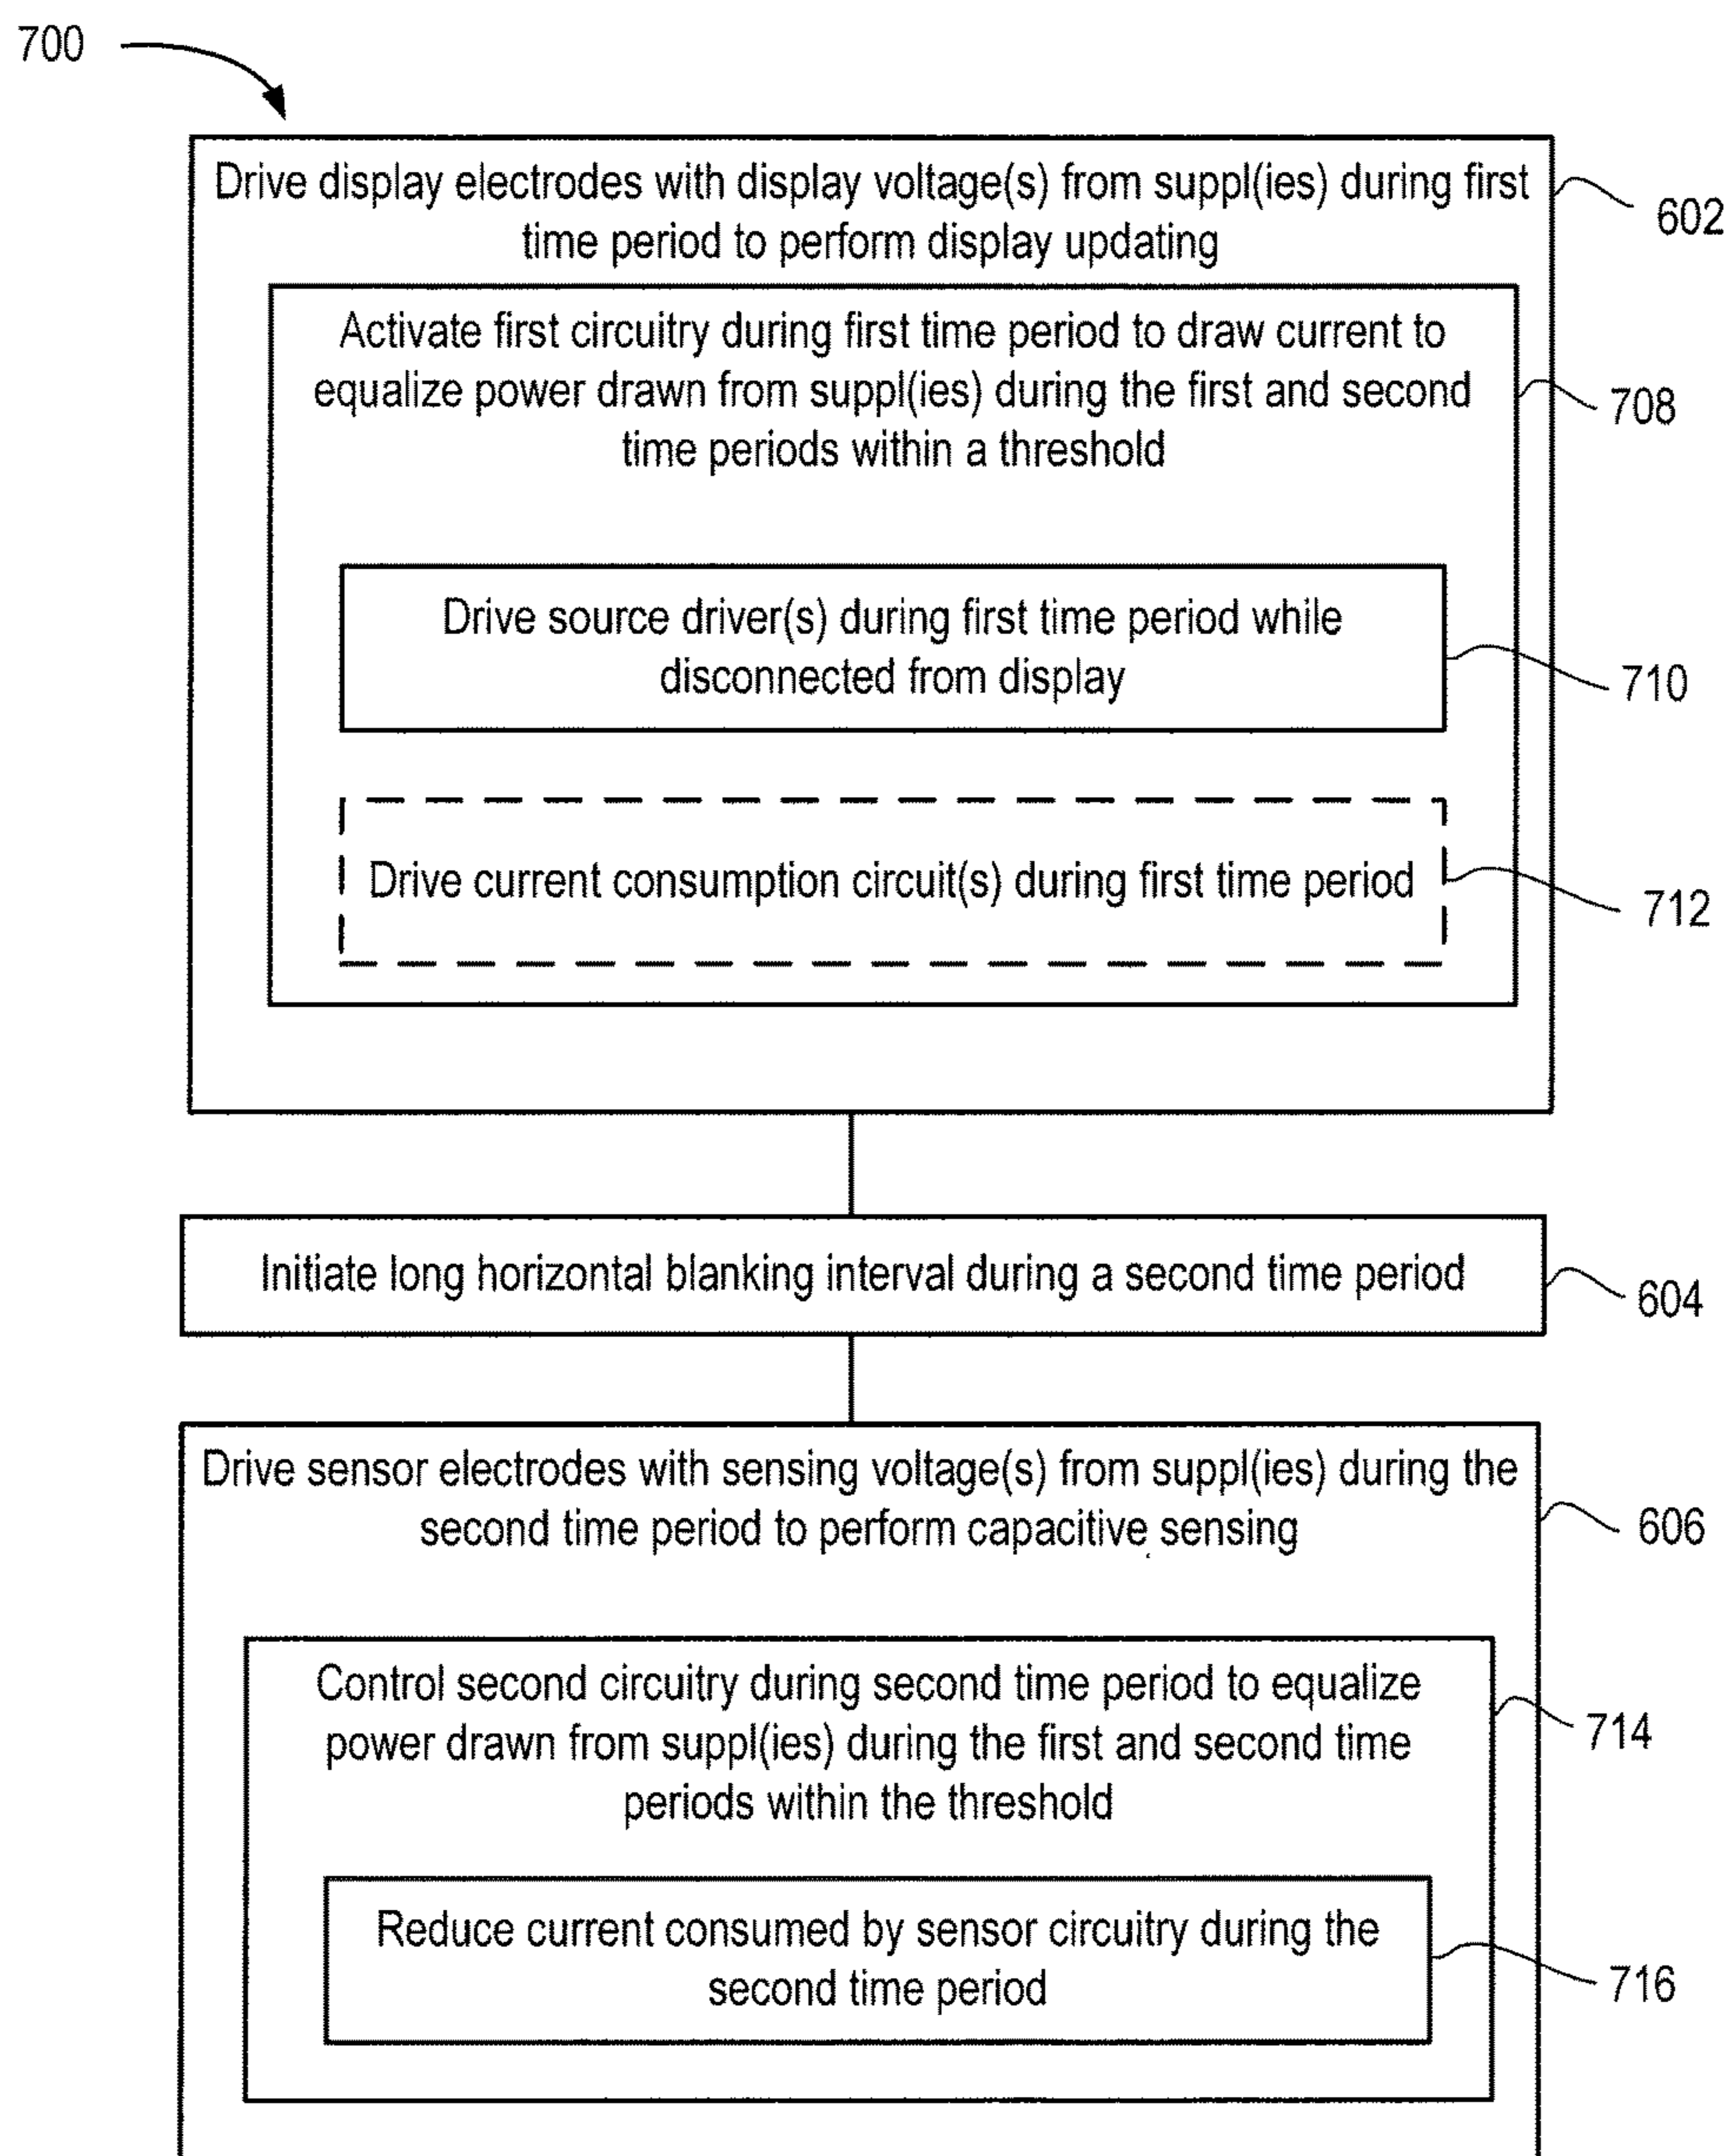 700
Drive display electrodes with display voltage(s) from suppl(ies) during first
time period to perform display updating
602
Activate first circuitry during first time period to draw current to
equalize power drawn from suppl(ies) during the first and second
time periods within a threshold
708
Drive source driver(s) during first time period while
disconnected from display
710
Drive current consumption circuit(s) during first time period
712
Initiate long horizontal blanking interval during a second time period
604
Drive sensor electrodes with sensing voltage(s) from suppl(ies) during the
second time period to perform capacitive sensing
606
Control second circuitry during second time period to equalize
power drawn from suppl(ies) during the first and second time
periods within the threshold
714
Reduce current consumed by sensor circuitry during the
second time period
716